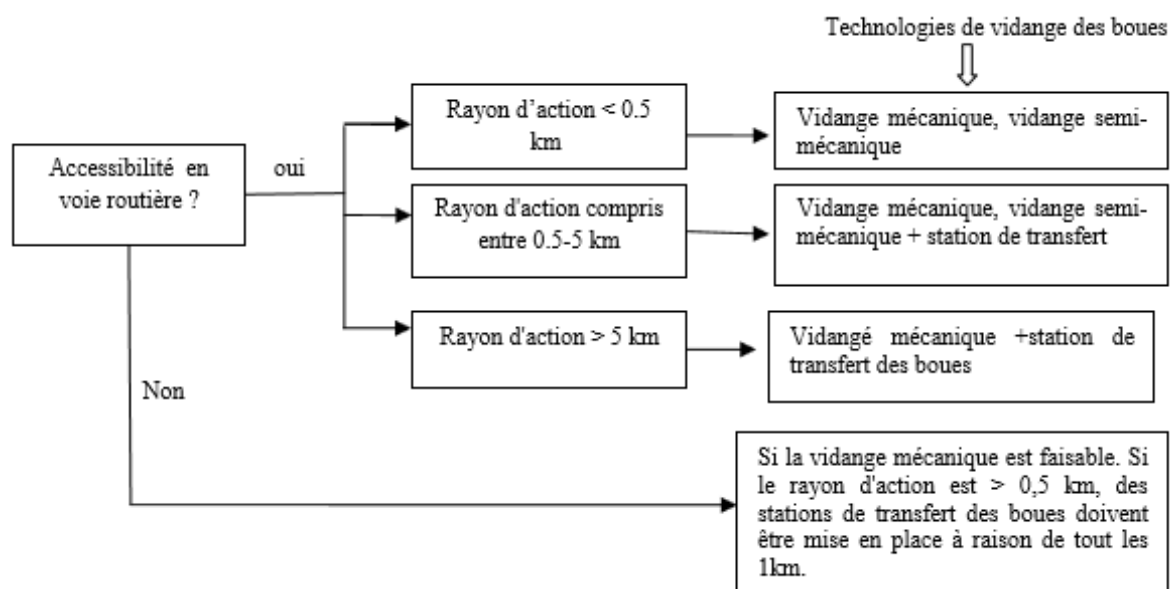 Technologies de vidange des boues
Accessibilité en
voie routière ?
oui
Non
Rayon d’action < 0.5
km
Vidange mécanique, vidange semi-
mécanique
Rayon d'action compris
entre 0.5-5 km
Vidange mécanique, vidange semi-
mécanique + station de transfert
Rayon d'action > 5 km
Vidangé mécanique +station de
transfert des boues
Si la vidange mécanique est faisable. Si
le rayon d'action est > 0,5 km, des
stations de transfert des boues doivent
être mise en place à raison de tout les
1km.